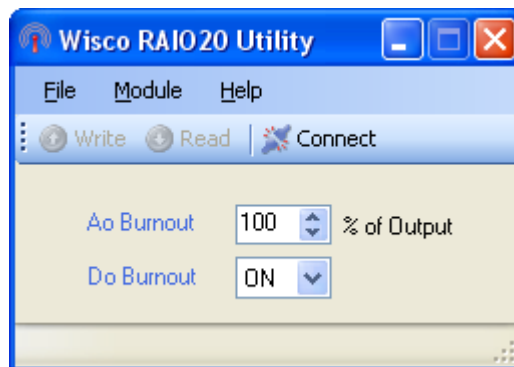 Wisco RAIO20 Utility
File Module Help
Write Read Connect
Ao Burnout 100 % of Output
Do Burnout ON